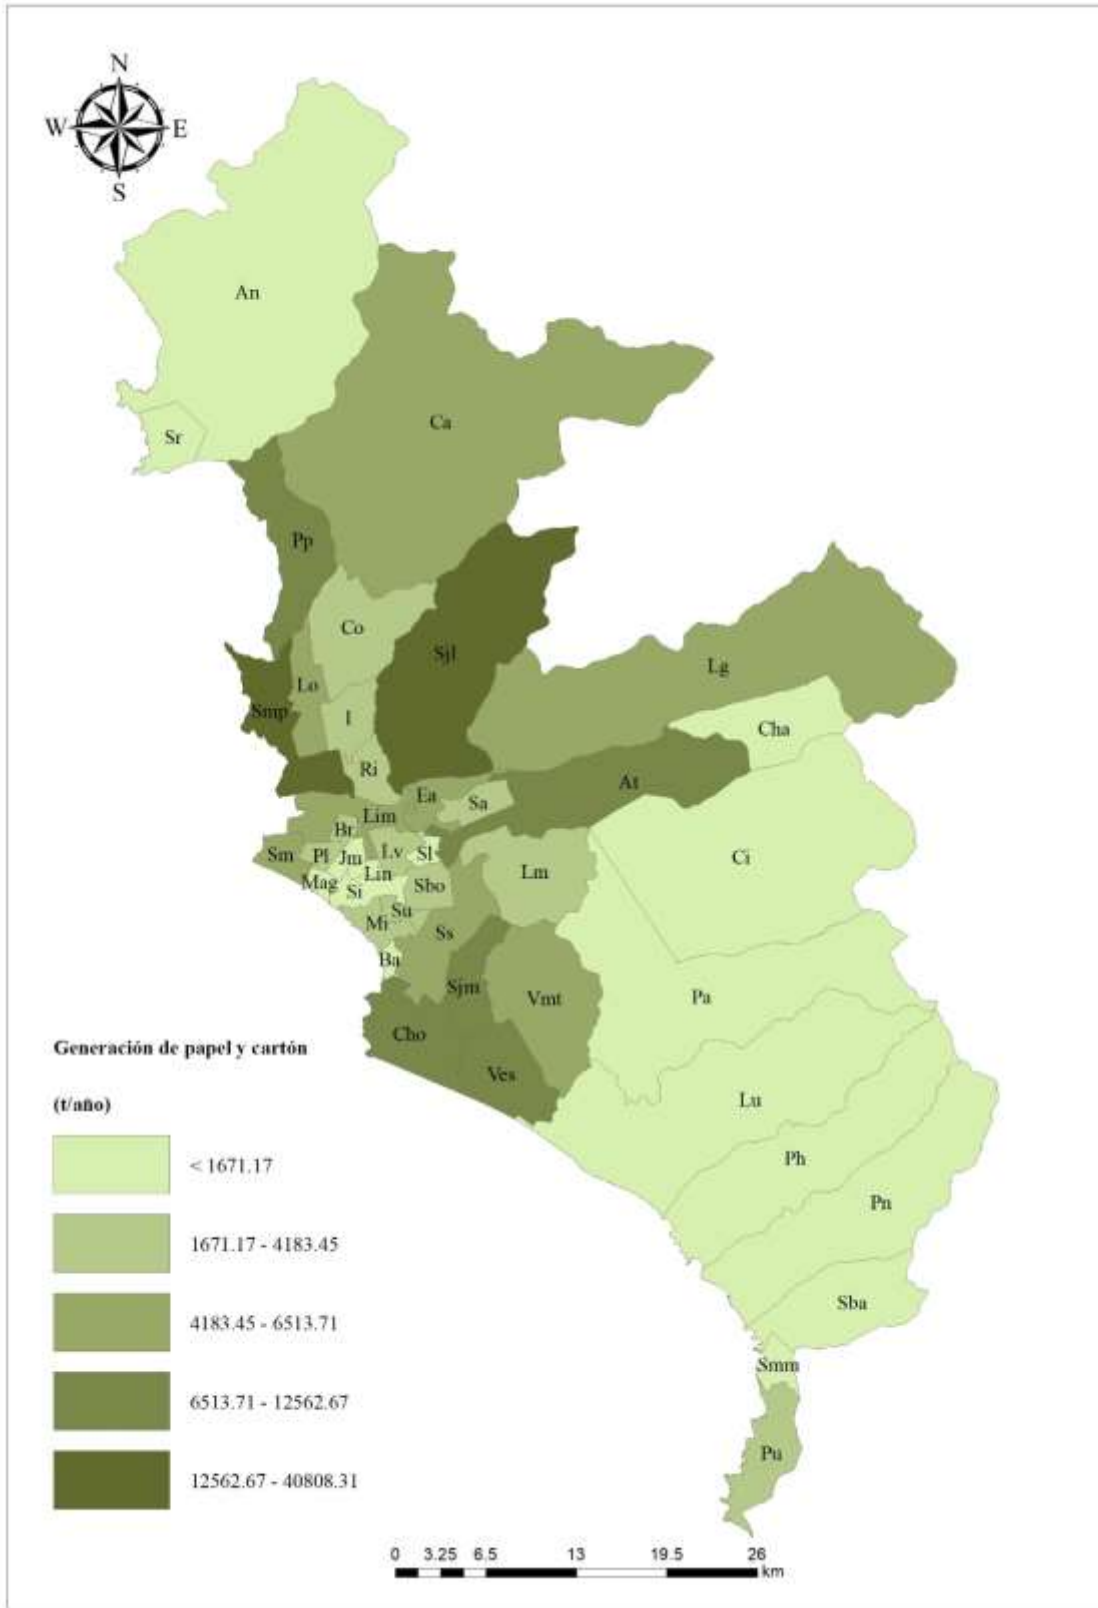 N
W E
S
An
Ca
Sr
Pp
Co
Sjl
Lg
Lo
Smp
I
Cha
Ri
At
Ea
Sa
Lim
Br
Sm
Pl
Jm
Lv
Sl
Ci
Lin
Lm
Mag
Si
Sbo
Su
Mi
Ss
Ba
Sjm
Vmt
Pa
Cho
Generación de papel y cartón
Ves
(t/año)
Lu
Ph
< 1671.17
Pn
1671.17 - 4183.45
Sba
4183.45 - 6513.71
Smm
6513.71 - 12562.67
Pu
12562.67 - 40808.31
0 3.25 6.5 13 19.5 26
km